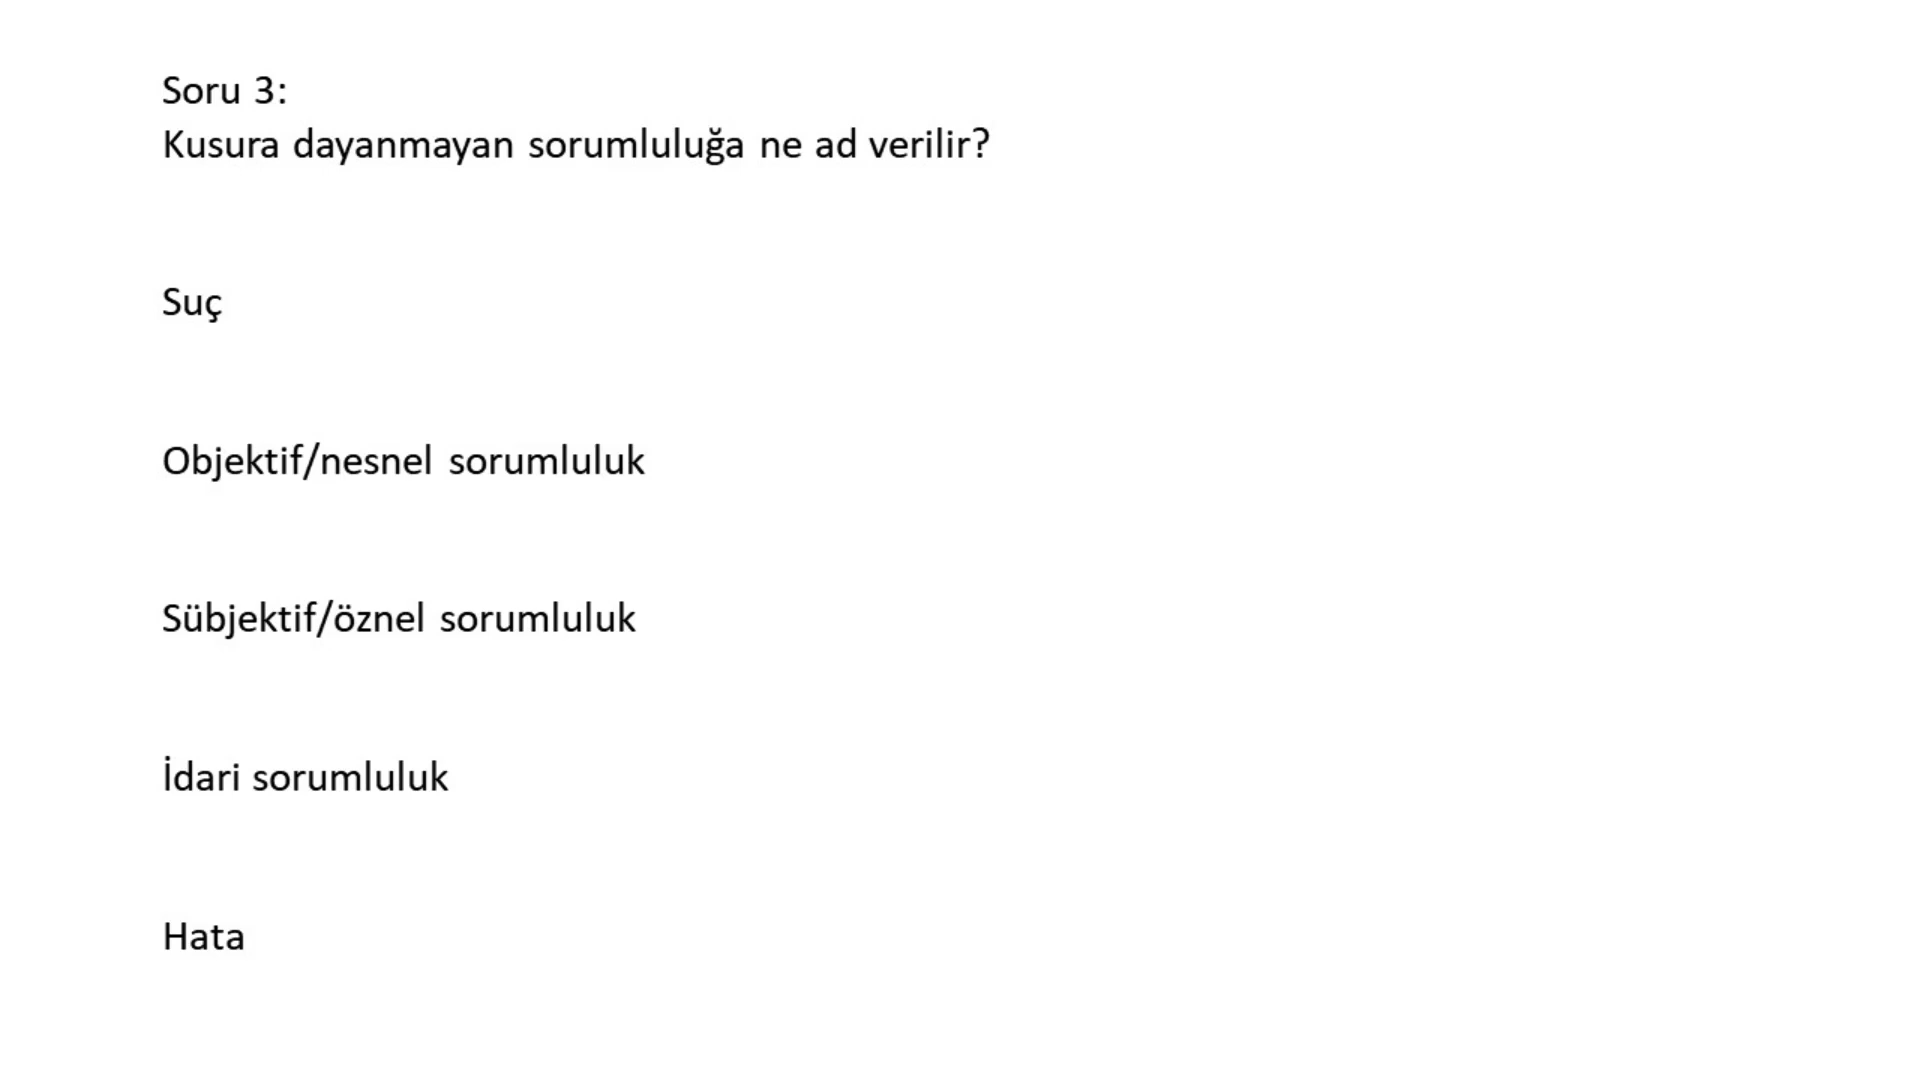 Soru 3:
Kusura dayanmayan sorumluluğa ne ad verilir?
Suç
Objektif/nesnel sorumluluk
Sübjektif/öznel sorumluluk
İdari sorumluluk
Hata